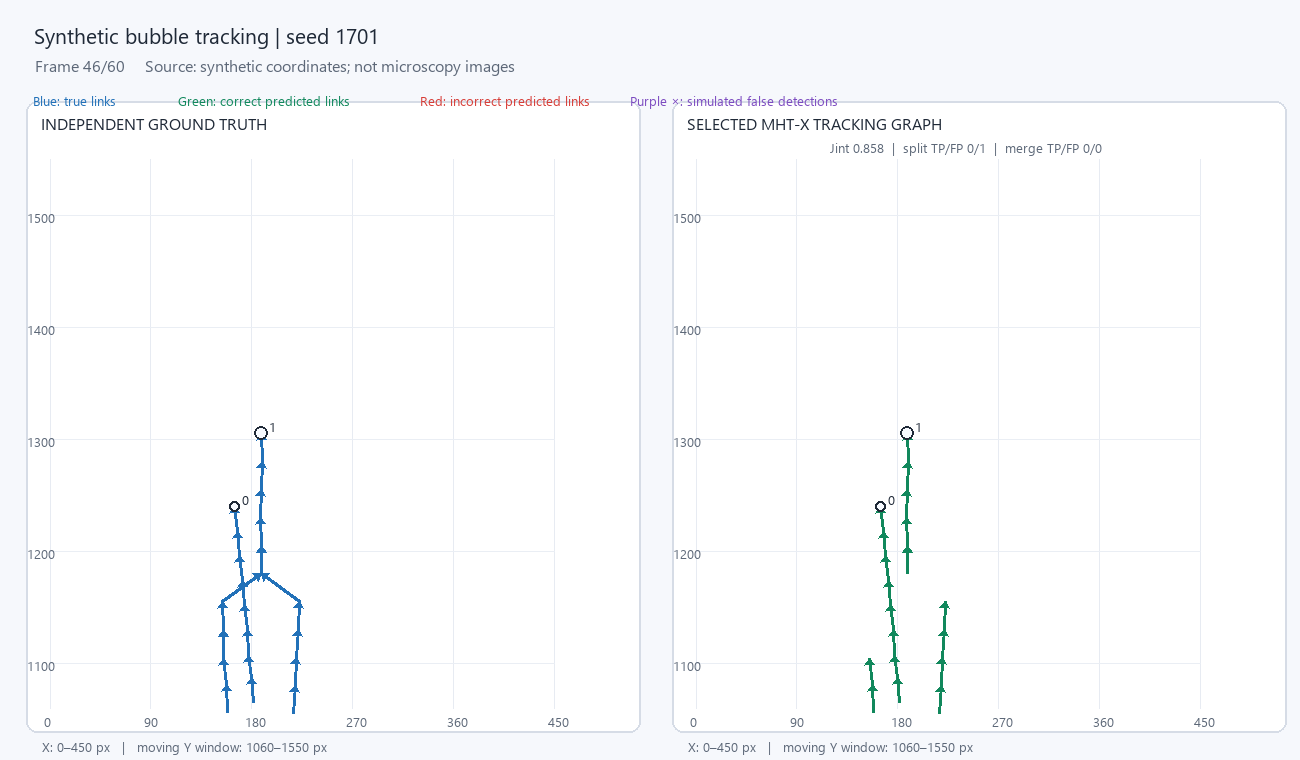 Synthetic bubble tracking | seed 1701
Frame 46/60 Source: synthetic coordinates; not microscopy images
Blue: true links Green: correct predicted links Red: incorrect predicted links Purple ×: simulated false detections
INDEPENDENT GROUND TRUTH
1500
1400
1300
1200
1100
1
0
0 90 180 270 360 450
X: 0–450 px | moving Y window: 1060–1550 px
SELECTED MHT-X TRACKING GRAPH
Jint 0.858 | split TP/FP 0/1 | merge TP/FP 0/0
1500
1400
1300
1200
1100
1
0
0 90 180 270 360 450
X: 0–450 px | moving Y window: 1060–1550 px